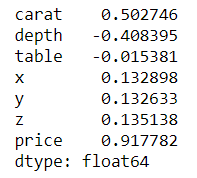 carat    0.502746
depth   -0.408395
table   -0.015381
x        0.132898
y        0.132633
z        0.135138
price    0.917782
dtype: float64